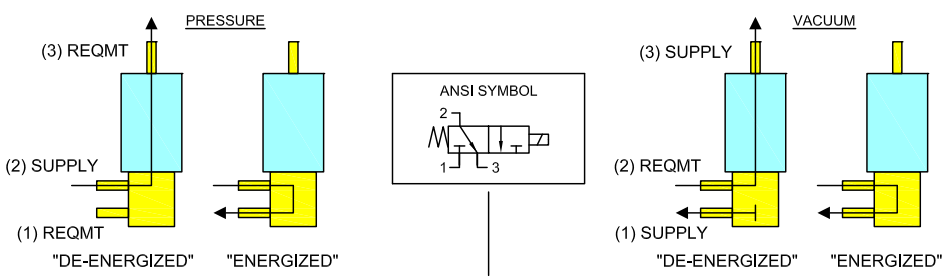 PRESSURE
(3) REQMT
(2) SUPPLY
(1) REQMT
"DE-ENERGIZED" "ENERGIZED"
ANSI SYMBOL
2
1 3
VACUUM
(3) SUPPLY
(2) REQMT
(1) SUPPLY
"DE-ENERGIZED" "ENERGIZED"